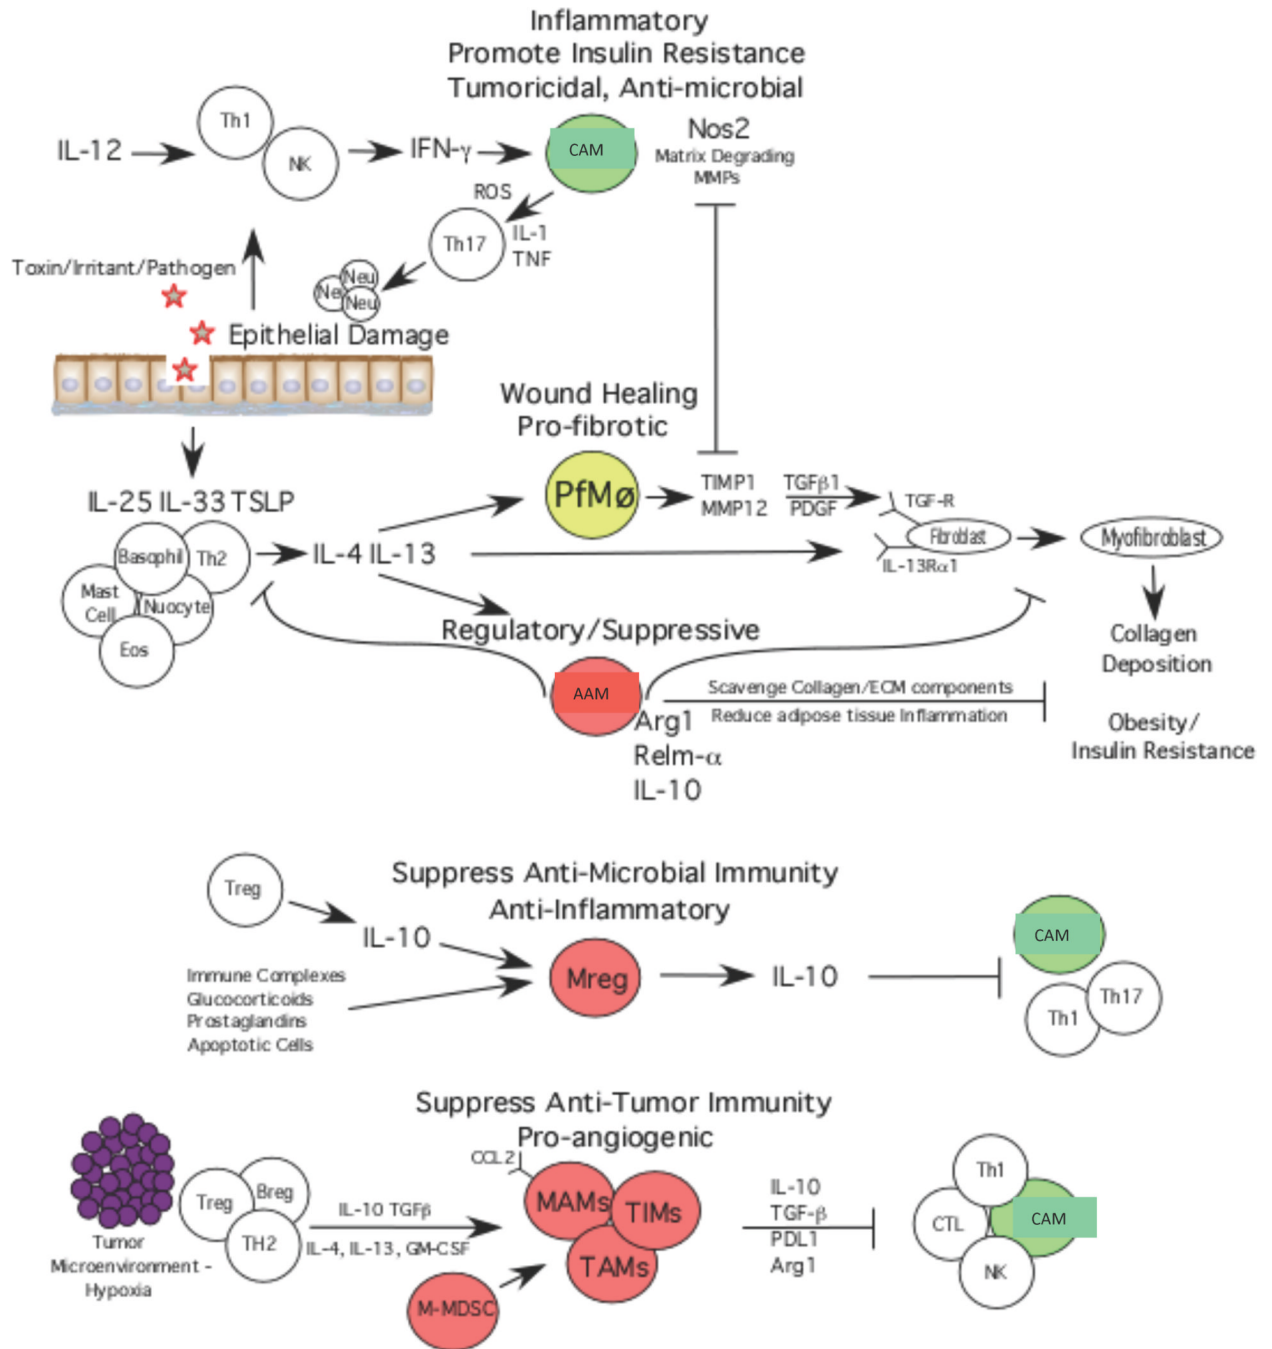 Inflammatory
Promote Insulin Resistance
Tumoricidal, Anti-microbial
IL-12
Th1
NK
IFN-γ
CAM
Nos2
Matrix Degrading
MMPs
ROS
Th17
IL-1
TNF
Neu
Ne
Neu
Toxin/Irritant/Pathogen
Epithelial Damage
Wound Healing
Pro-fibrotic
PfMø
TIMP1
MMP12
TGFβ1
PDGF
TGF-R
Fibroblast
IL-13Rα1
Myofibroblast
Collagen
Deposition
Obesity/
Insulin Resistance
IL-25 IL-33 TSLP
Basophil
Th2
Mast
Cell
Nuocyte
Eos
IL-4 IL-13
Regulatory/Suppressive
AAM
Arg1
Relm-α
IL-10
Scavenge Collagen/ECM components
Reduce adipose tissue Inflammation
Suppress Anti-Microbial Immunity
Anti-Inflammatory
Treg
IL-10
Immune Complexes
Glucocorticoids
Prostaglandins
Apoptotic Cells
Mreg
IL-10
CAM
Th1
Th17
Suppress Anti-Tumor Immunity
Pro-angiogenic
Tumor
Microenvironment -
Hypoxia
Treg
Breg
TH2
IL-10 TGFβ
IL-4, IL-13, GM-CSF
CCL2
MAMs
TIMs
TAMs
M-MDSC
IL-10
TGF-β
PDL1
Arg1
Th1
CTL
CAM
NK